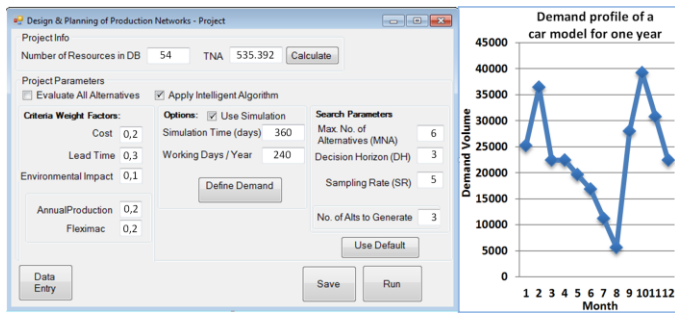 Design & Planning of Production Networks - Project
Project Info
Number of Resources in DB 54 TNA 535.392 Calculate
Project Parameters
Evaluate All Alternatives Apply Intelligent Algorithm
Criteria Weight Factors:
Cost 0,2
Lead Time 0,3
Environmental Impact 0,1
AnnualProduction 0,2
Fleximac 0,2
Options: Use Simulation
Simulation Time (days) 360
Working Days / Year 240
Define Demand
Search Parameters
Max. No. of
Alternatives (MNA) 6
Decision Horizon (DH) 3
Sampling Rate (SR) 5
No. of Alts to Generate 3
Use Default
Data
Entry
Save Run
Demand profile of a
car model for one year
Demand Volume
45000
40000
35000
30000
25000
20000
15000
10000
5000
0
1 2 3 4 5 6 7 8 9 10 11 12
Month